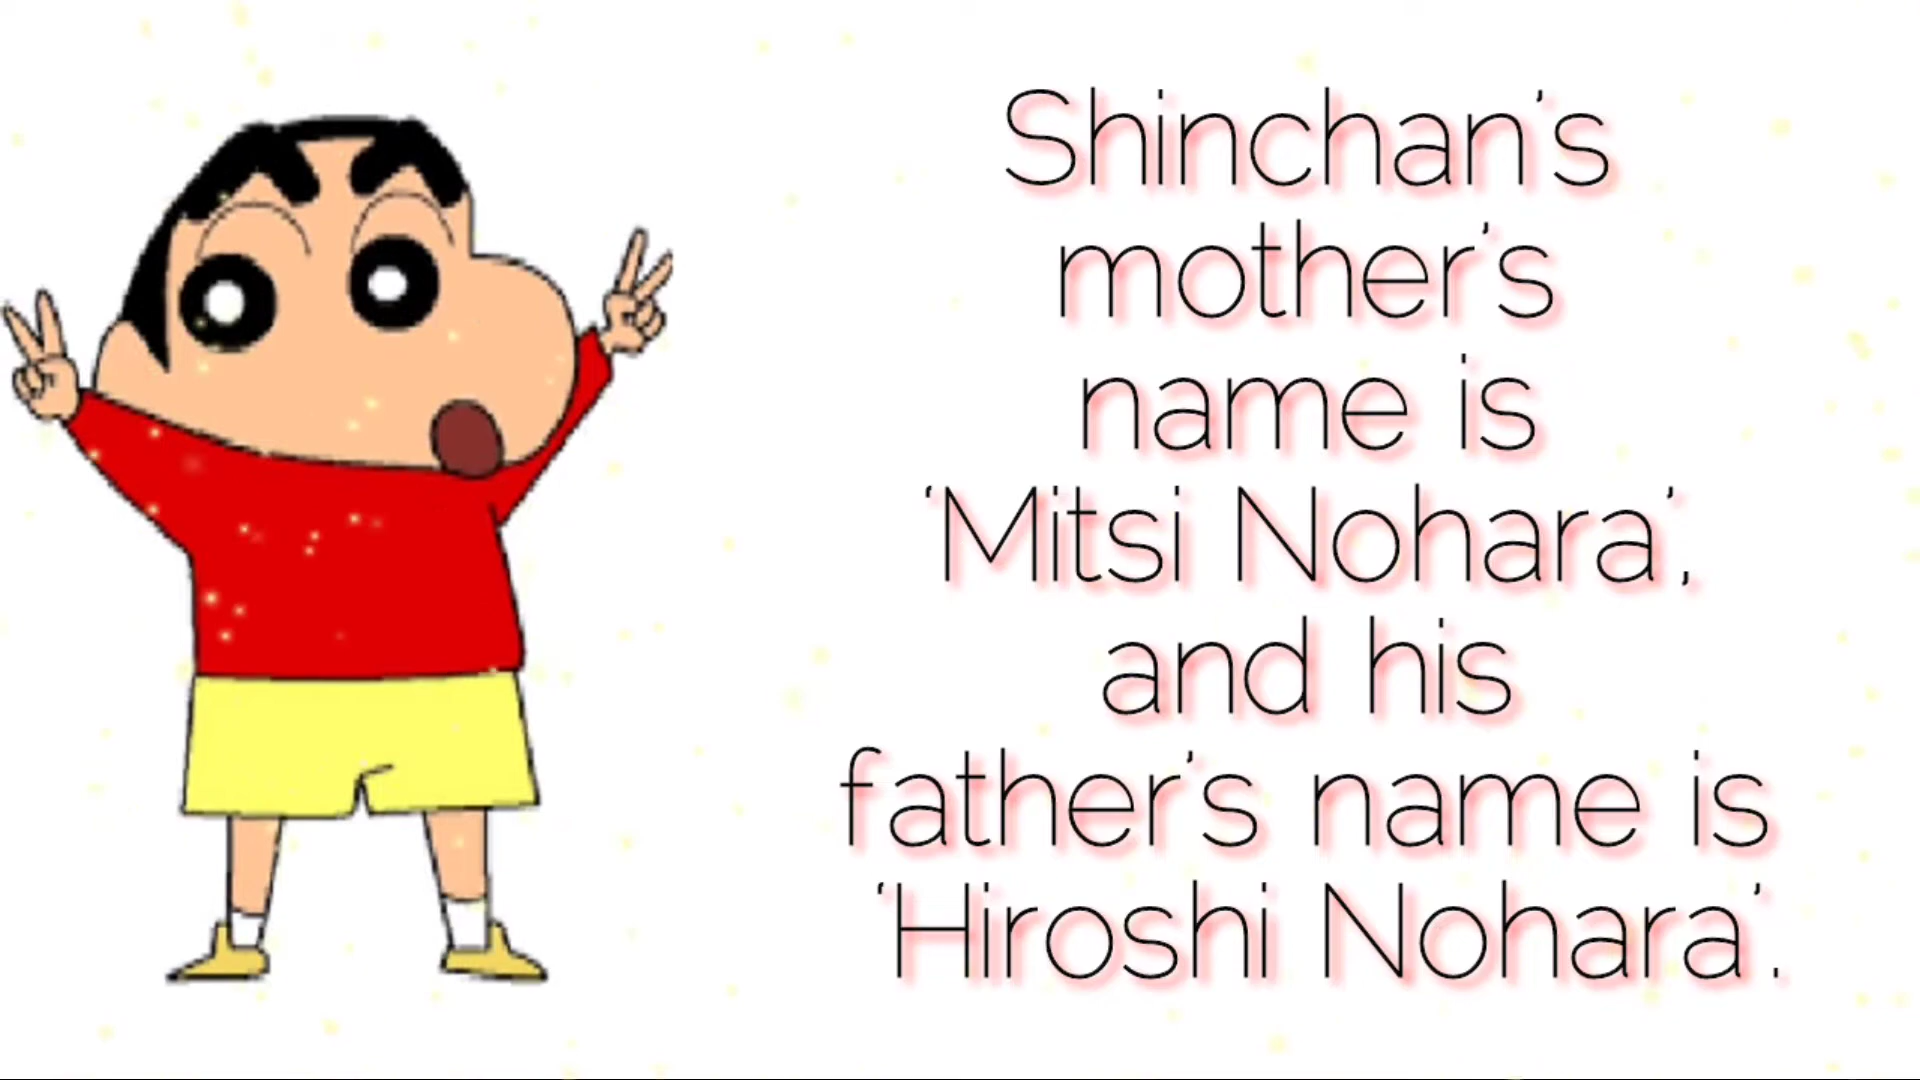 Shinchan's
mother's
name is
'Mitsi Nohara',
and his
father's name is
'Hiroshi Nohara'.